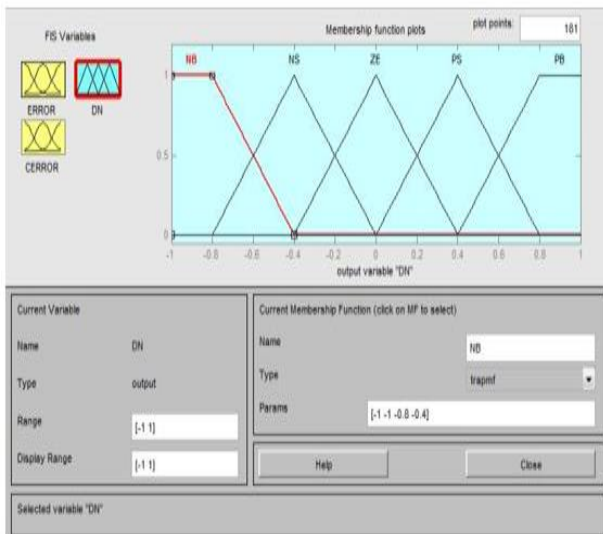 FIS Variables
Membership function plots
plot points:
181
NB NS ZE PS PB
ERROR
DN
CERROR
1
0.5
0
-1 -0.8 -0.6 -0.4 -0.2 0 0.2 0.4 0.6 0.8 1
output variable "DN"
Current Variable
Name DN
Type output
Range [-1 1]
Display Range [-1 1]
Current Membership Function (click on MF to select)
Name NB
Type trapmf
Params [-1 -1 -0.8 -0.4]
Help Close
Selected variable "DN"